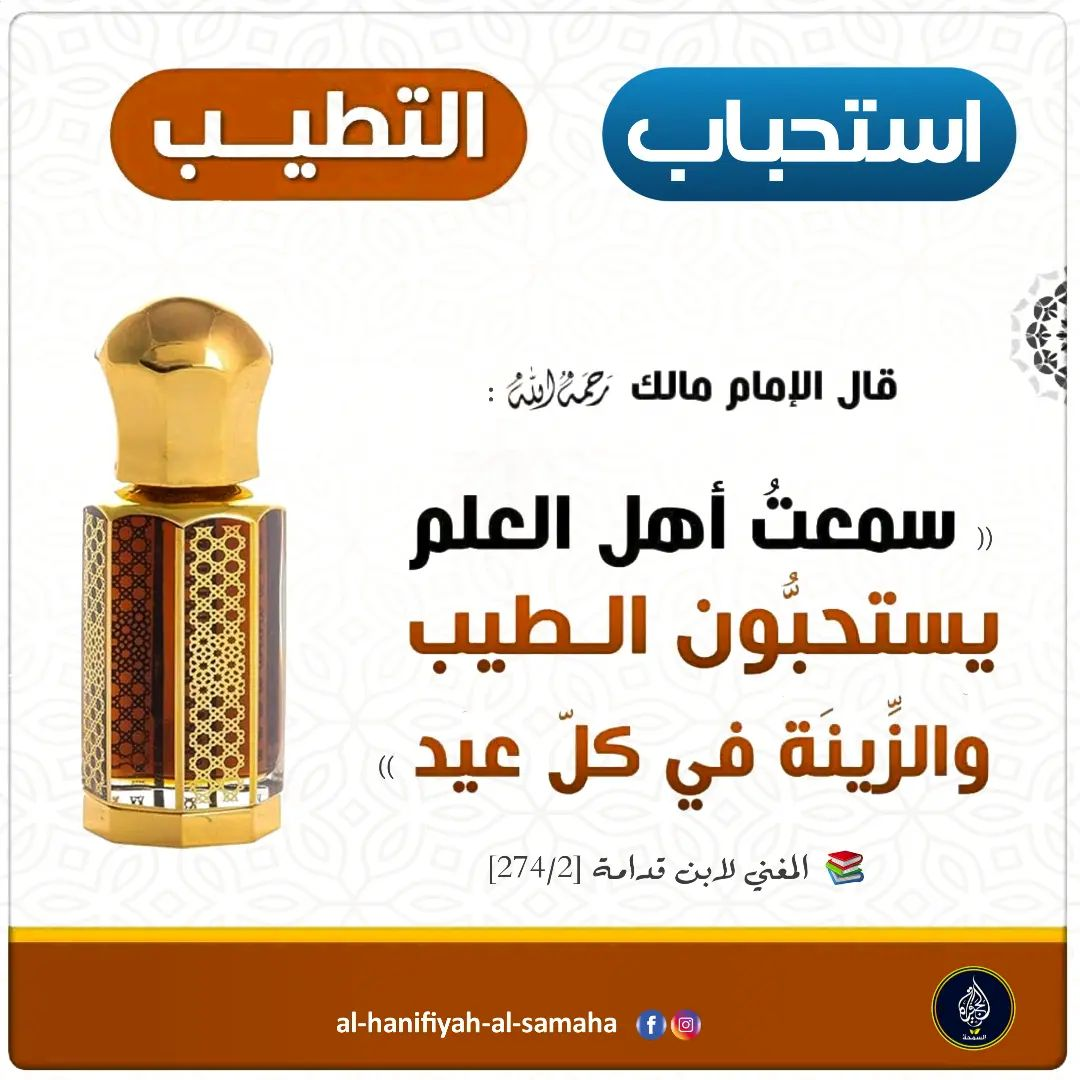 استحباب التطيـب
قال الإمام مالك رحمه الله :
(( سمعتُ أهل العلم
يستحبُّون الـطيب
والزِّينَة في كلّ عيد ))
المغني لابن قدامة [274/2]
al-hanifiyah-al-samaha
السمحة